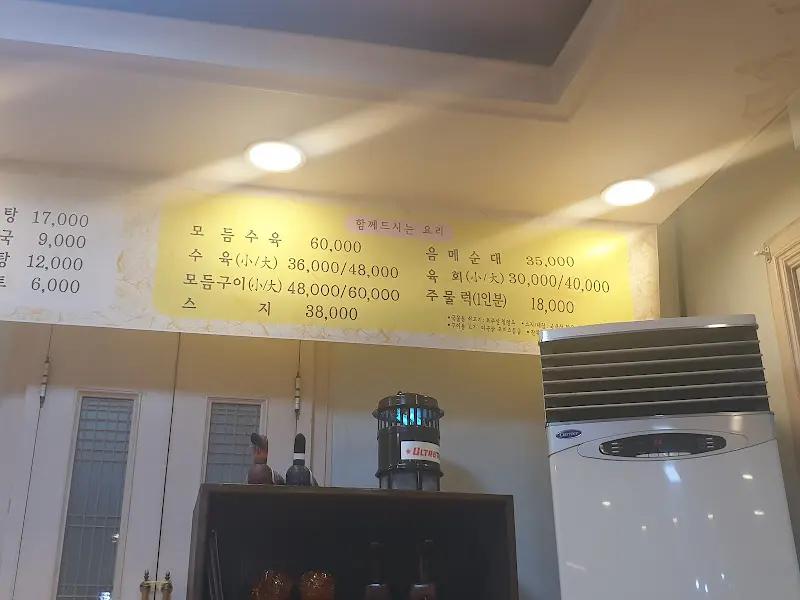 탕 17,000
국 9,000
탕 12,000
트 6,000
함께드시는 요리
모듬수육 60,000
수육(小/大) 36,000/48,000
모듬구이(小/大) 48,000/60,000
스지 38,000
음메순대 35,000
육회(小/大) 30,000/40,000
주물럭(1인분) 18,000
Carrier